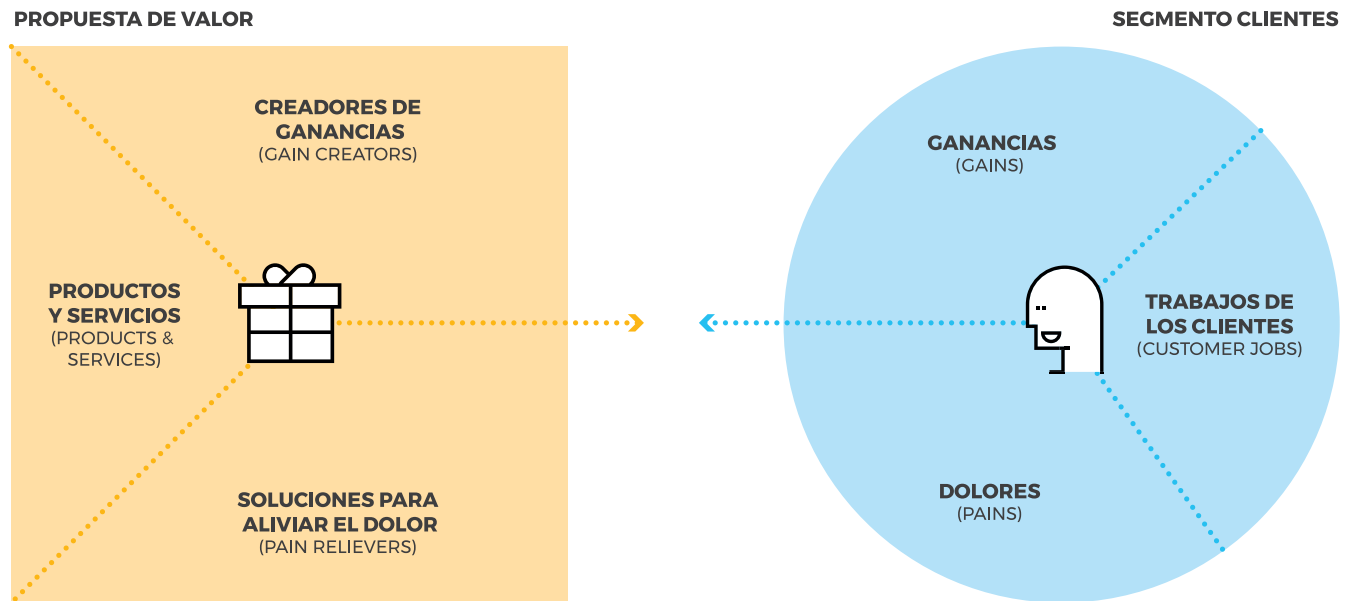 PROPUESTA DE VALOR
SEGMENTO CLIENTES
CREADORES DE
GANANCIAS
(GAIN CREATORS)
PRODUCTOS
Y SERVICIOS
(PRODUCTS &
SERVICES)
SOLUCIONES PARA
ALIVIAR EL DOLOR
(PAIN RELIEVERS)
GANANCIAS
(GAINS)
TRABAJOS DE
LOS CLIENTES
(CUSTOMER JOBS)
DOLORES
(PAINS)